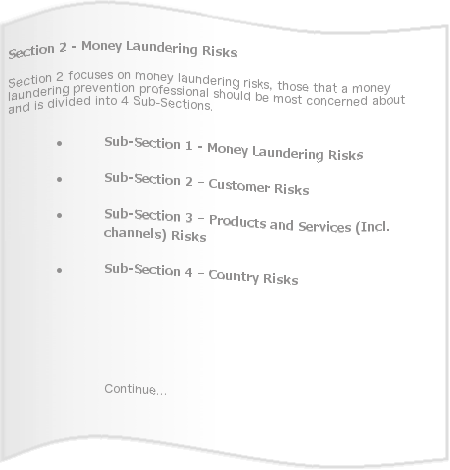 Section 2 - Money Laundering Risks
Section 2 focuses on money laundering risks, those that a money
laundering prevention professional should be most concerned about
and is divided into 4 Sub-Sections.
• Sub-Section 1 - Money Laundering Risks
• Sub-Section 2 – Customer Risks
• Sub-Section 3 – Products and Services (Incl.
channels) Risks
• Sub-Section 4 – Country Risks
Continue...